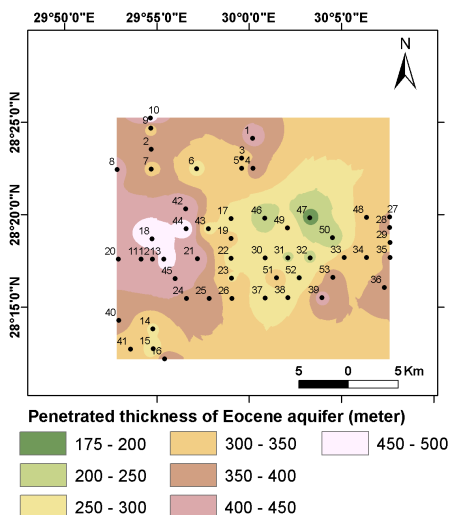 29°50'0"E 29°55'0"E 30°0'0"E 30°5'0"E
N
28°25'0"N
28°20'0"N
28°15'0"N
10
9
1
2
3
8 7 6 5 4
42
17 46 47 48 27
44 43 49 28
18 19 50 29
20 11 12 13 21 22 30 31 32 33 34 35
45 23 51 52 53 36
24 25 26 37 38 39
40
14
41 15
16
5 0 5 Km
Penetrated thickness of Eocene aquifer (meter)
175 - 200 300 - 350 450 - 500
200 - 250 350 - 400
250 - 300 400 - 450